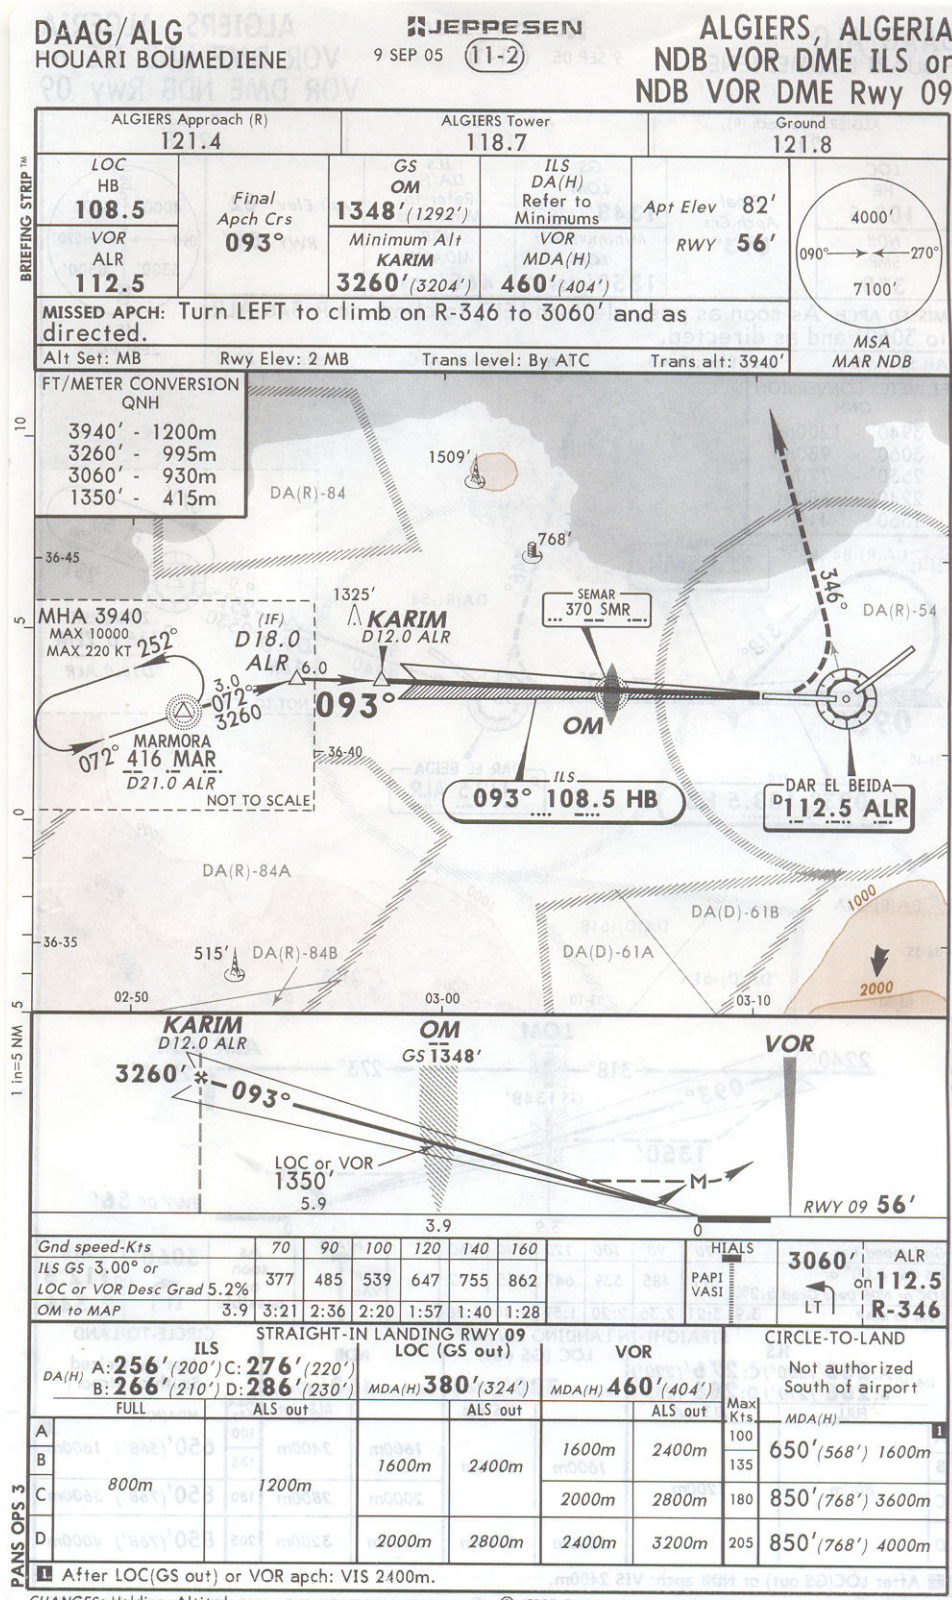 DAAG/ALG
HOUARI BOUMEDIENE
JEPPESEN
9 SEP 05 11-2
ALGIERS, ALGERIA
NDB VOR DME ILS or
NDB VOR DME Rwy 09
BRIEFING STRIP TM
ALGIERS Approach (R)
121.4
ALGIERS Tower
118.7
Ground
121.8
LOC
HB
108.5
VOR
ALR
112.5
Final
Apch Crs
093°
GS
OM
1348' (1292')
Minimum Alt
KARIM
3260' (3204')
ILS
DA(H)
Refer to
Minimums
VOR
MDA(H)
460' (404')
Apt Elev 82'
RWY 56'
4000'
090° 270°
7100'
MSA
MAR NDB
MISSED APCH: Turn LEFT to climb on R-346 to 3060' and as
directed.
Alt Set: MB Rwy Elev: 2 MB Trans level: By ATC Trans alt: 3940'
FT/METER CONVERSION
QNH
3940' - 1200m
3260' - 995m
3060' - 930m
1350' - 415m
10
5
0
5
1 in=5 NM
DA(R)-84
1509'
768'
36-45
346°
DA(R)-54
MHA 3940
MAX 10000
MAX 220 KT
252°
(IF)
D18.0
ALR
1325'
KARIM
D12.0 ALR
SEMAR
370 SMR
6.0
3.0
072°
3260
093°
OM
072°
MARMORA
416 MAR
D21.0 ALR
NOT TO SCALE
36-40
ILS
093° 108.5 HB
DAR EL BEIDA
D 112.5 ALR
DA(R)-84A
1000
DA(D)-61B
DA(D)-61A
36-35
515'
DA(R)-84B
2000
02-50
03-00
03-10
KARIM
D12.0 ALR
OM
GS 1348'
VOR
3260'
093°
LOC or VOR
1350'
5.9
M
RWY 09 56'
3.9
0
Gnd speed-Kts 70 90 100 120 140 160
ILS GS 3.00° or
LOC or VOR Desc Grad 5.2% 377 485 539 647 755 862
OM to MAP 3.9 3:21 2:36 2:20 1:57 1:40 1:28
HIALS
PAPI
VASI
3060'
LT
on
ALR
112.5
R-346
STRAIGHT-IN LANDING RWY 09
CIRCLE-TO-LAND
ILS
DA(H) A: 256' (200') C: 276' (220')
B: 266' (210') D: 286' (230')
LOC (GS out)
MDA(H) 380' (324')
VOR
MDA(H) 460' (404')
Not authorized
South of airport
FULL ALS out ALS out ALS out Max
Kts MDA(H)
A
B
C
D
800m 1200m
1600m 2400m
2000m 2800m
1600m 2400m
2000m 2800m
2400m 3200m
100
135
180
205
1
650' (568') 1600m
850' (768') 3600m
850' (768') 4000m
1 After LOC(GS out) or VOR apch: VIS 2400m.
PANS OPS 3